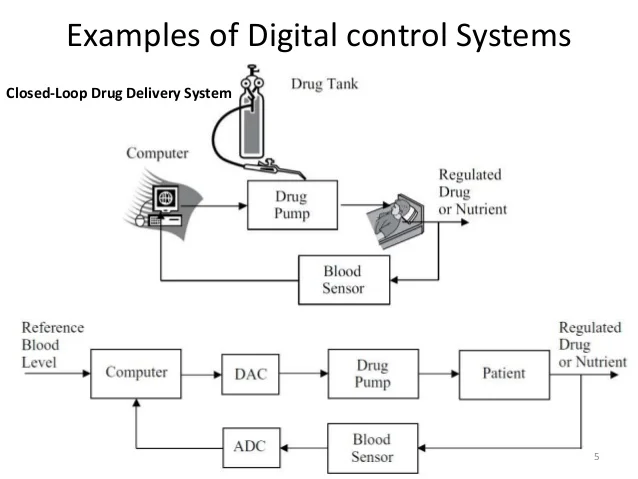 Examples of Digital control Systems
Closed-Loop Drug Delivery System
Drug Tank
Computer
Drug
Pump
Regulated
Drug
or Nutrient
Blood
Sensor
Reference
Blood
Level
Computer
DAC
Drug
Pump
Patient
Regulated
Drug
or Nutrient
ADC
Blood
Sensor
5